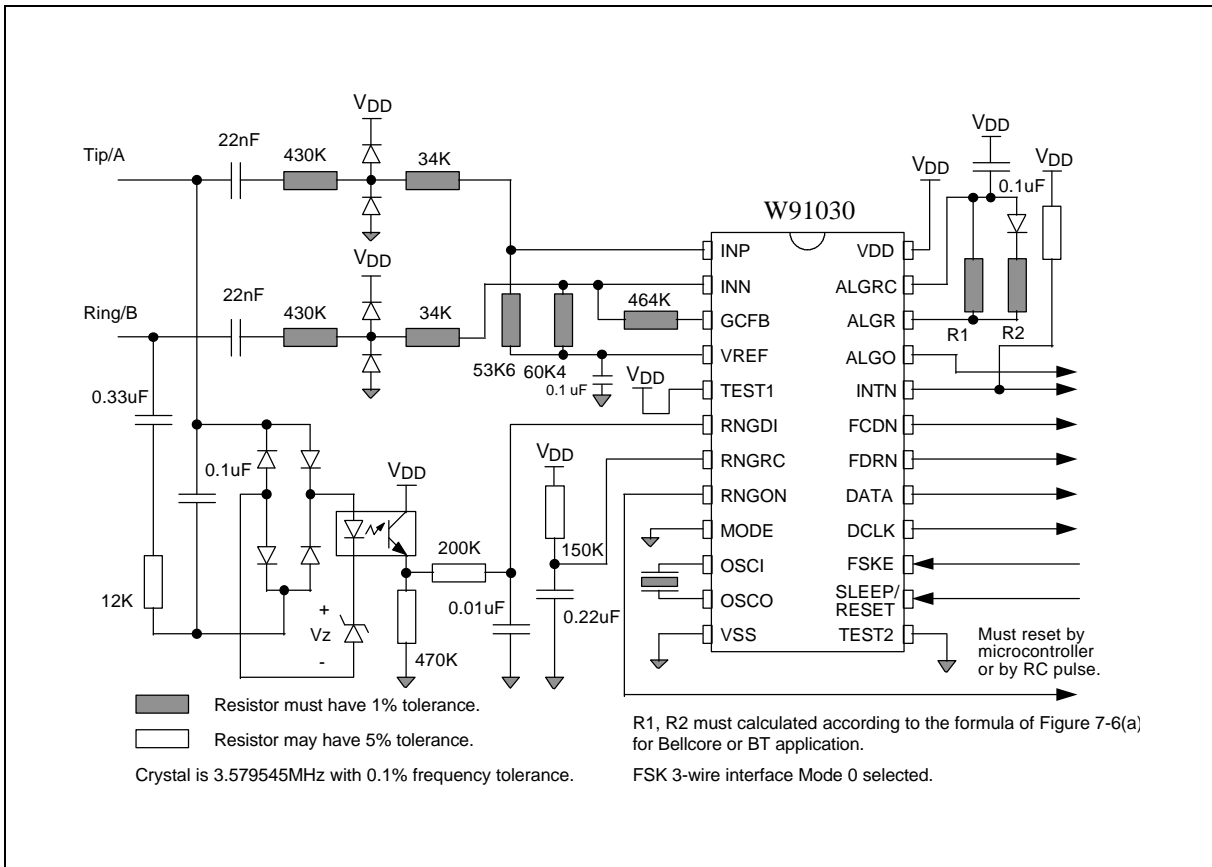 VDD
22nF
Tip/A
430K
34K
VDD
VDD
VDD
0.1uF
W91030
VDD
22nF
Ring/B
430K
34K
464K
53K6
60K4
0.1 uF
VDD
INP
INN
GCFB
VREF
TEST1
RNGDI
RNGRC
RNGON
MODE
OSCI
OSCO
VSS
VDD
ALGRC
ALGR
ALGO
INTN
FCDN
FDRN
DATA
DCLK
FSKE
SLEEP/
RESET
TEST2
R1
R2
0.33uF
0.1uF
VDD
VDD
200K
150K
12K
+
Vz
-
0.01uF
0.22uF
470K
Must reset by
microcontroller
or by RC pulse.
Resistor must have 1% tolerance.
Resistor may have 5% tolerance.
Crystal is 3.579545MHz with 0.1% frequency tolerance.
R1, R2 must calculated according to the formula of Figure 7-6(a)
for Bellcore or BT application.
FSK 3-wire interface Mode 0 selected.